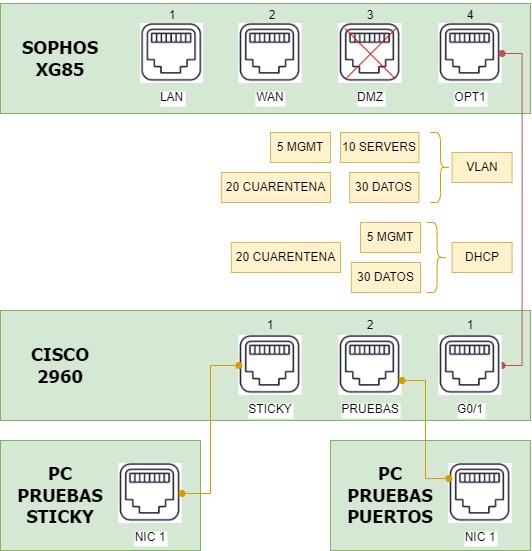 SOPHOS
XG85
1 2 3 4
LAN WAN DMZ OPT1
5 MGMT 10 SERVERS
VLAN
20 CUARENTENA 30 DATOS
5 MGMT
20 CUARENTENA DHCP
30 DATOS
CISCO
2960
1 2 1
STICKY PRUEBAS G0/1
PC
PRUEBAS
STICKY
NIC 1
PC
PRUEBAS
PUERTOS
NIC 1